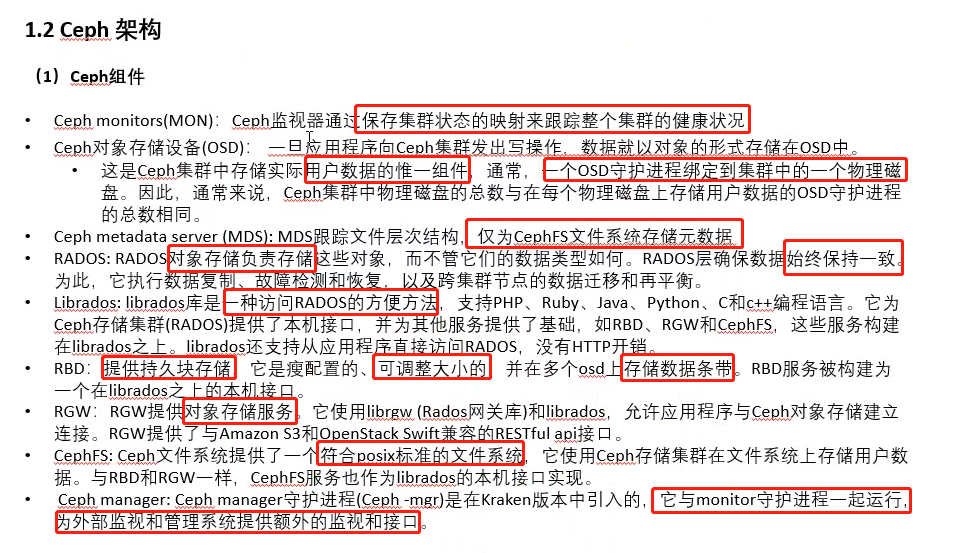 1.2 Ceph 架构
（1）Ceph组件
• Ceph monitors(MON)：Ceph监视器通过保存集群状态的映射来跟踪整个集群的健康状况
• Ceph对象存储设备(OSD)： 一旦应用程序向Ceph集群发出写操作，数据就以对象的形式存储在OSD中。
• 这是Ceph集群中存储实际用户数据的惟一组件，通常，一个OSD守护进程绑定到集群中的一个物理磁
盘。因此，通常来说，Ceph集群中物理磁盘的总数与在每个物理磁盘上存储用户数据的OSD守护进程
的总数相同。
• Ceph metadata server (MDS): MDS跟踪文件层次结构，仅为CephFS文件系统存储元数据。
• RADOS: RADOS对象存储负责存储这些对象，而不管它们的数据类型如何。RADOS层确保数据始终保持一致。
为此，它执行数据复制、故障检测和恢复，以及跨集群节点的数据迁移和再平衡。
• Librados: librados库是一种访问RADOS的方便方法，支持PHP、Ruby、Java、Python、C和c++编程语言。它为
Ceph存储集群(RADOS)提供了本机接口，并为其他服务提供了基础，如RBD、RGW和CephFS，这些服务构建
在librados之上。librados还支持从应用程序直接访问RADOS，没有HTTP开销。
• RBD：提供持久块存储，它是瘦配置的、可调整大小的，并在多个osd上存储数据条带。RBD服务被构建为
一个在librados之上的本机接口。
• RGW：RGW提供对象存储服务。它使用librgw (Rados网关库)和librados，允许应用程序与Ceph对象存储建立
连接。RGW提供了与Amazon S3和OpenStack Swift兼容的RESTful api接口。
• CephFS: Ceph文件系统提供了一个符合posix标准的文件系统，它使用Ceph存储集群在文件系统上存储用户数
据。与RBD和RGW一样，CephFS服务也作为librados的本机接口实现。
• Ceph manager: Ceph manager守护进程(Ceph -mgr)是在Kraken版本中引入的，它与monitor守护进程一起运行,
为外部监视和管理系统提供额外的监视和接口。